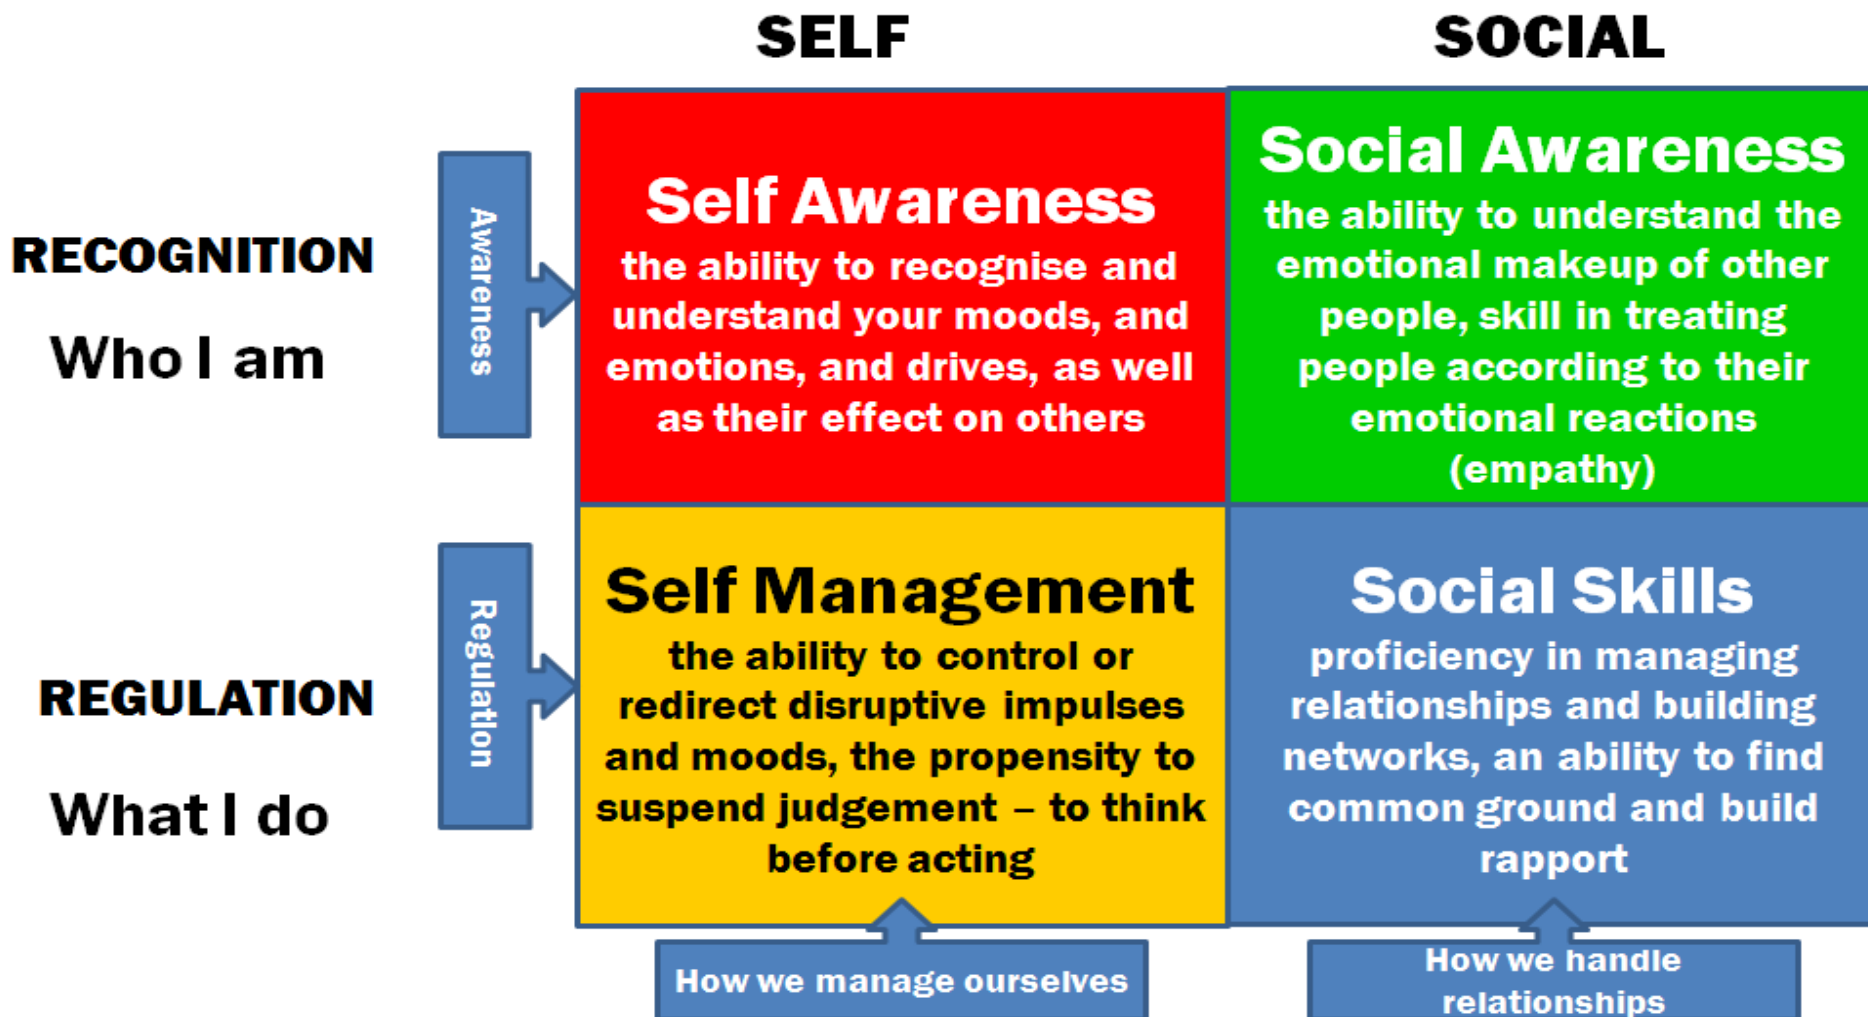 SELF
SOCIAL
RECOGNITION
Who I am
Awareness
Self Awareness
the ability to recognise and
understand your moods, and
emotions, and drives, as well
as their effect on others
Social Awareness
the ability to understand the
emotional makeup of other
people, skill in treating
people according to their
emotional reactions
(empathy)
REGULATION
What I do
Regulation
Self Management
the ability to control or
redirect disruptive impulses
and moods, the propensity to
suspend judgement – to think
before acting
Social Skills
proficiency in managing
relationships and building
networks, an ability to find
common ground and build
rapport
How we manage ourselves
How we handle
relationships